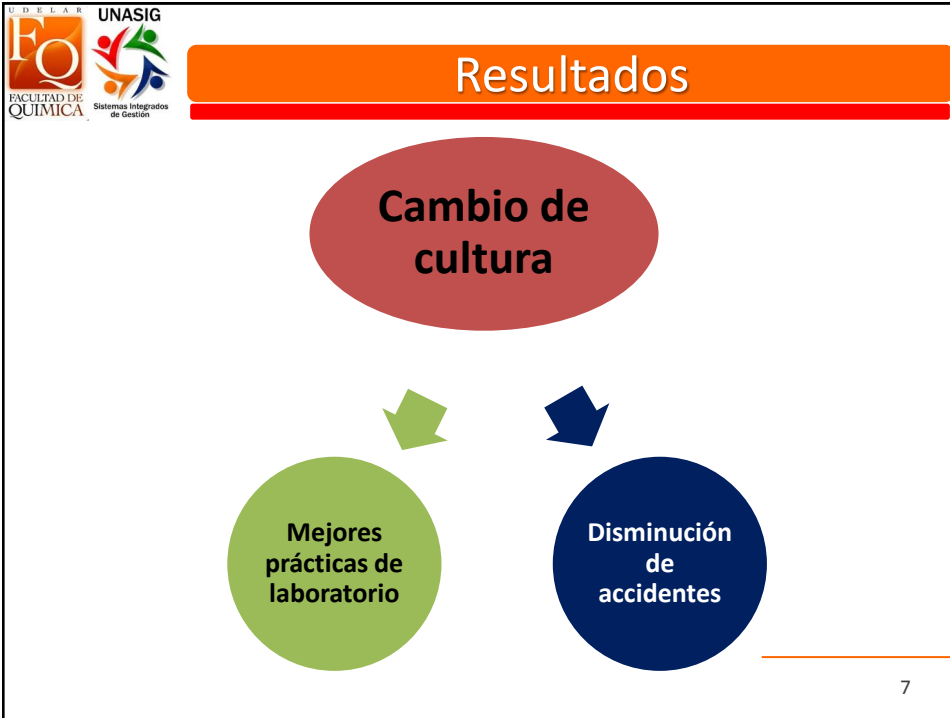 UDELAR
FQ
FACULTAD DE
QUIMICA
UNASIG
Sistemas Integrados
de Gestión
Resultados
Cambio de
cultura
Mejores
prácticas de
laboratorio
Disminución
de
accidentes
7